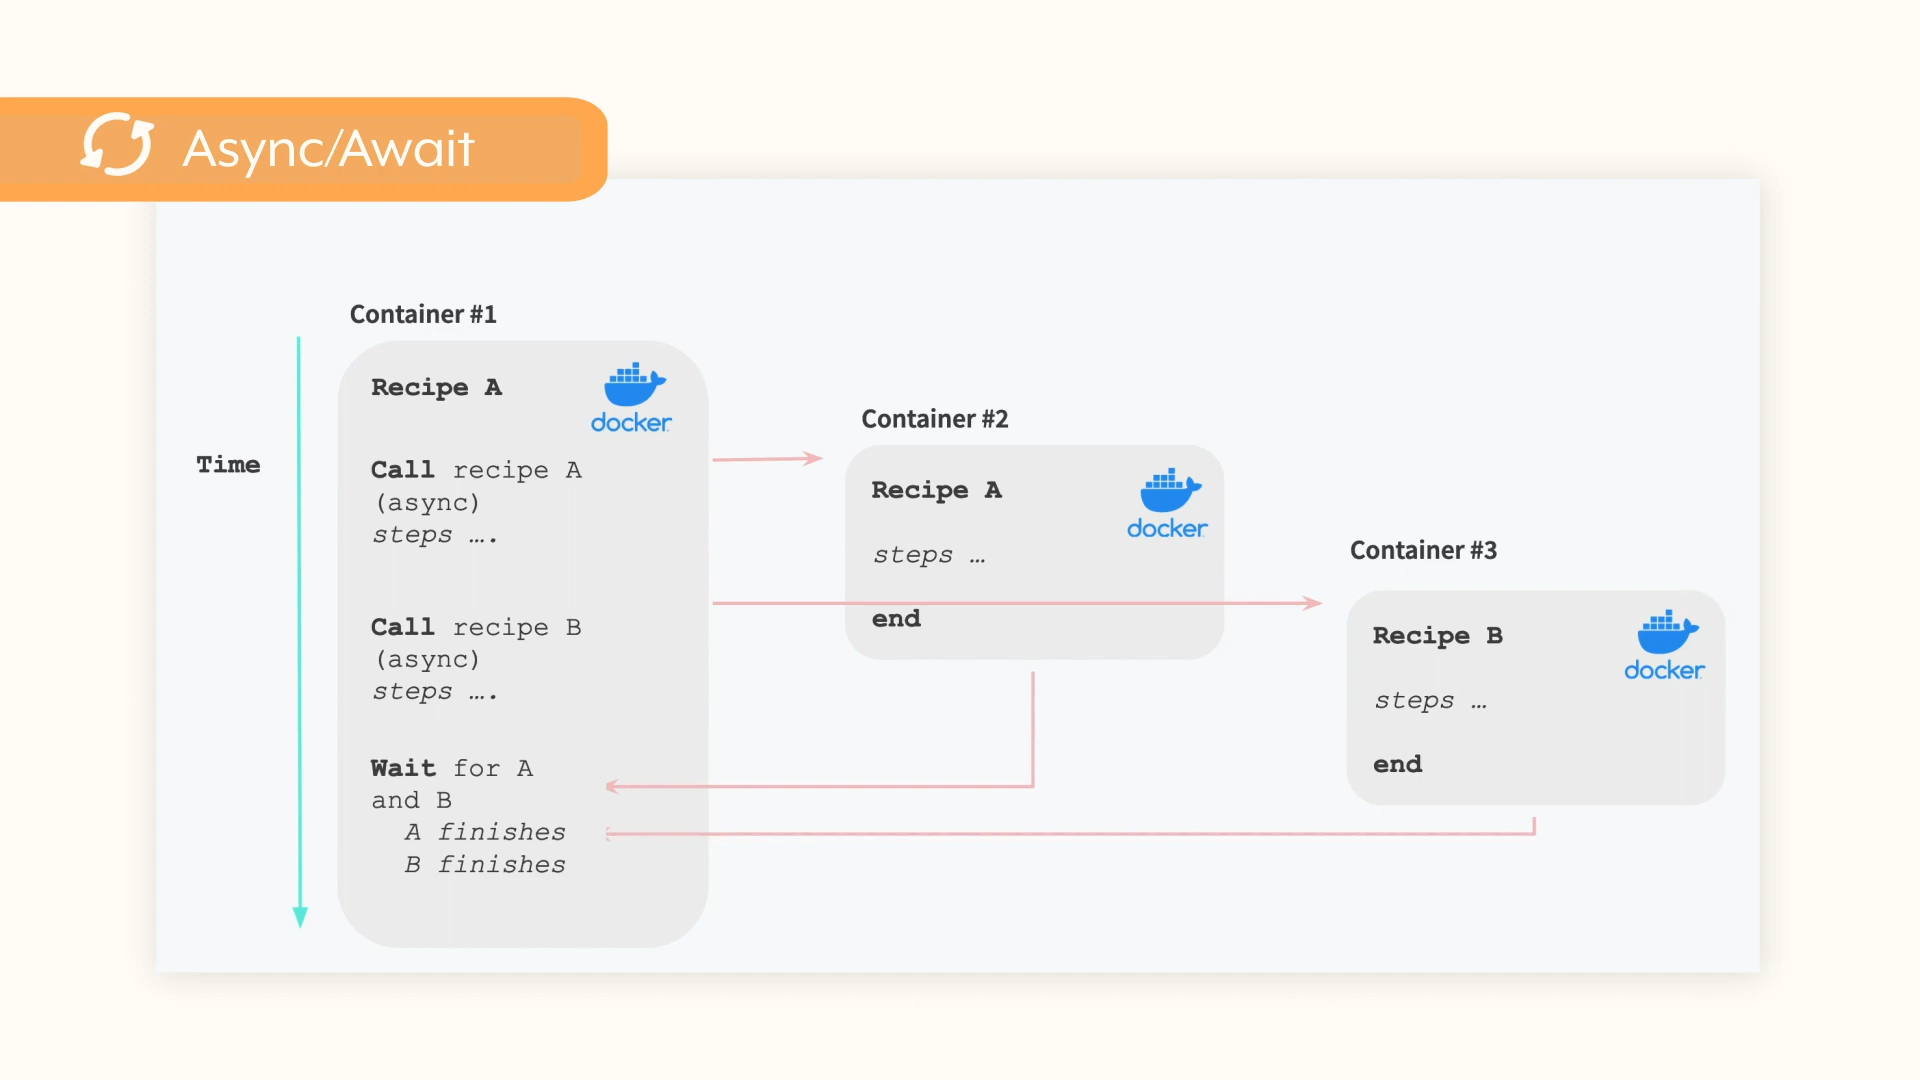 Async/Await
Time
Container #1
Recipe A
docker
Call recipe A
(async)
steps ….
Call recipe B
(async)
steps ….
Wait for A
and B
A finishes
B finishes
Container #2
Recipe A
docker
steps …
end
Container #3
Recipe B
docker
steps …
end